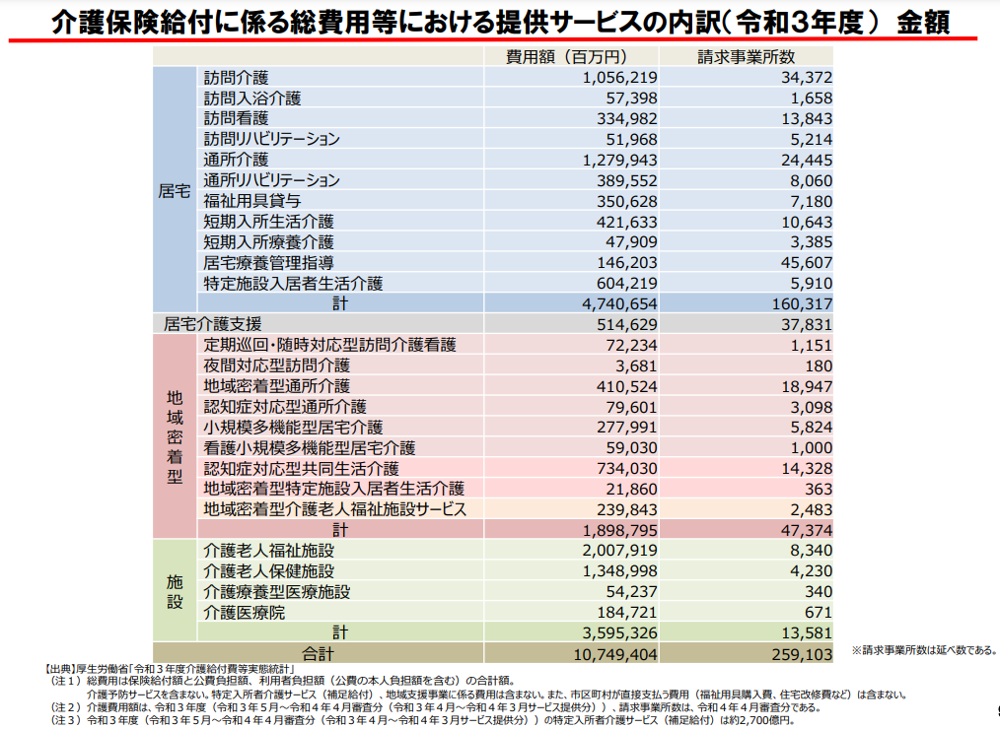 介護保険給付に係る総費用等における提供サービスの内訳（令和３年度） 金額
費用額（百万円） 請求事業所数
居宅
訪問介護 1,056,219 34,372
訪問入浴介護 57,398 1,658
訪問看護 334,982 13,843
訪問リハビリテーション 51,968 5,214
通所介護 1,279,943 24,445
通所リハビリテーション 389,552 8,060
福祉用具貸与 350,628 7,180
短期入所生活介護 421,633 10,643
短期入所療養介護 47,909 3,385
居宅療養管理指導 146,203 45,607
特定施設入居者生活介護 604,219 5,910
計 4,740,654 160,317
居宅介護支援 514,629 37,831
地域密着型
定期巡回・随時対応型訪問介護看護 72,234 1,151
夜間対応型訪問介護 3,681 180
地域密着型通所介護 410,524 18,947
認知症対応型通所介護 79,601 3,098
小規模多機能型居宅介護 277,991 5,824
看護小規模多機能型居宅介護 59,030 1,000
認知症対応型共同生活介護 734,030 14,328
地域密着型特定施設入居者生活介護 21,860 363
地域密着型介護老人福祉施設サービス 239,843 2,483
計 1,898,795 47,374
施設
介護老人福祉施設 2,007,919 8,340
介護老人保健施設 1,348,998 4,230
介護療養型医療施設 54,237 340
介護医療院 184,721 671
計 3,595,326 13,581
合計 10,749,404 259,103
※請求事業所数は延べ数である。
【出典】厚生労働省「令和３年度介護給付費等実態統計」
（注１）総費用は保険給付額と公費負担額、利用者負担額（公費の本人負担額を含む）の合計額。
介護予防サービスを含まない。特定入所者介護サービス（補足給付）、地域支援事業に係る費用は含まない。また、市区町村が直接支払う費用（福祉用具購入費、住宅改修費など）は含まない。
（注２）介護費用額は、令和３年度（令和３年５月～令和４年４月審査分（令和３年４月～令和４年３月サービス提供分））、請求事業所数は、令和４年４月審査分である。
（注３）令和３年度（令和３年５月～令和４年４月審査分（令和３年４月～令和４年３月サービス提供分））の特定入所者介護サービス（補足給付）は約2,700億円。